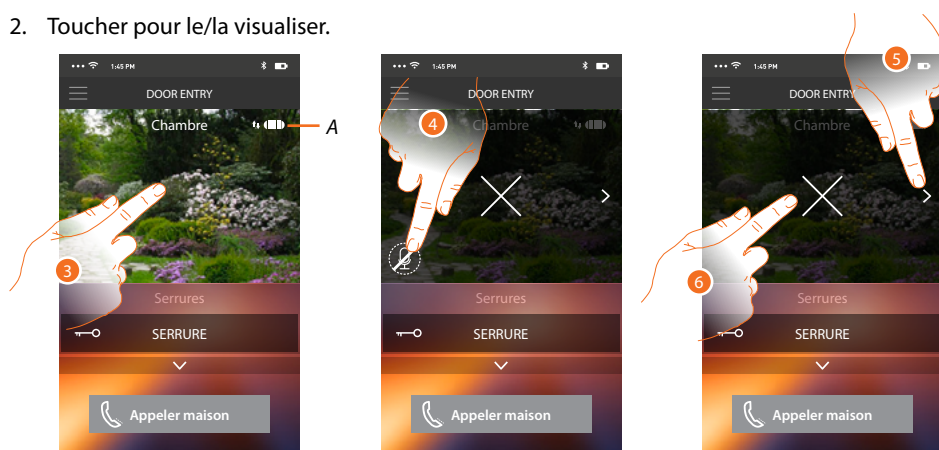 2. Toucher pour le/la visualiser.
1:45 PM
DOOR ENTRY
Chambre
A
3
Serrures
SERRURE
Appeler maison
1:45 PM
DOOR ENTRY
Chambre
4
Serrures
SERRURE
Appeler maison
1:45 PM
DOOR ENTRY
Chambre
5
6
Serrures
SERRURE
Appeler maison